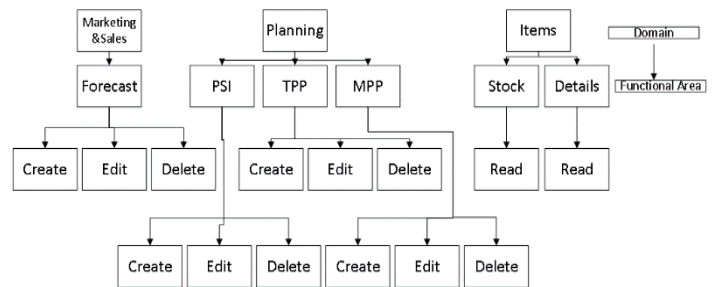 Marketing
&Sales
Planning
Items
Domain
Forecast
PSI
TPP
MPP
Stock
Details
Functional Area
Create
Edit
Delete
Create
Edit
Delete
Read
Read
Create
Edit
Delete
Create
Edit
Delete